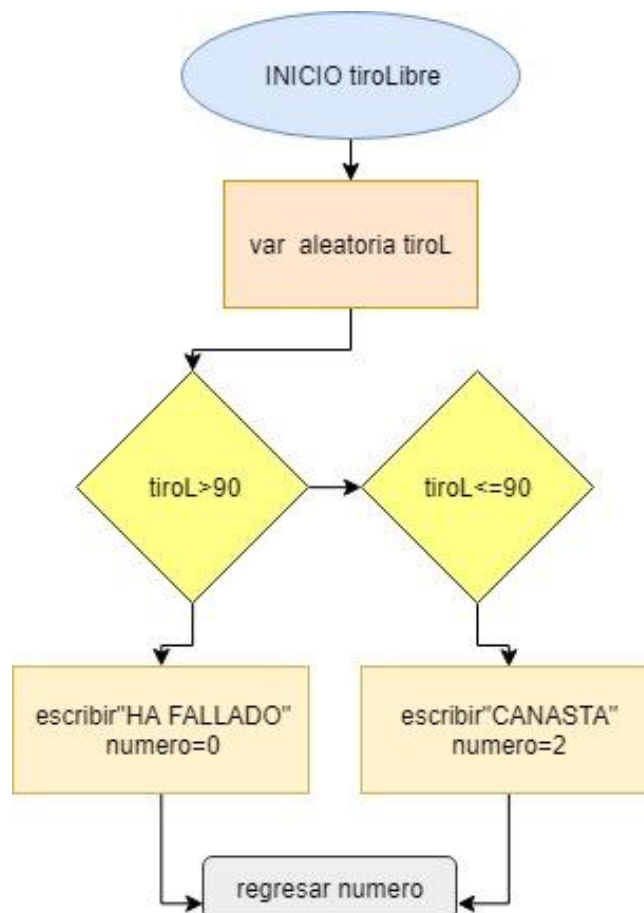 INICIO tiroLibre
var aleatoria tiroL
tiroL>90
tiroL<=90
escribir"HA FALLADO"
numero=0
escribir"CANASTA"
numero=2
regresar numero